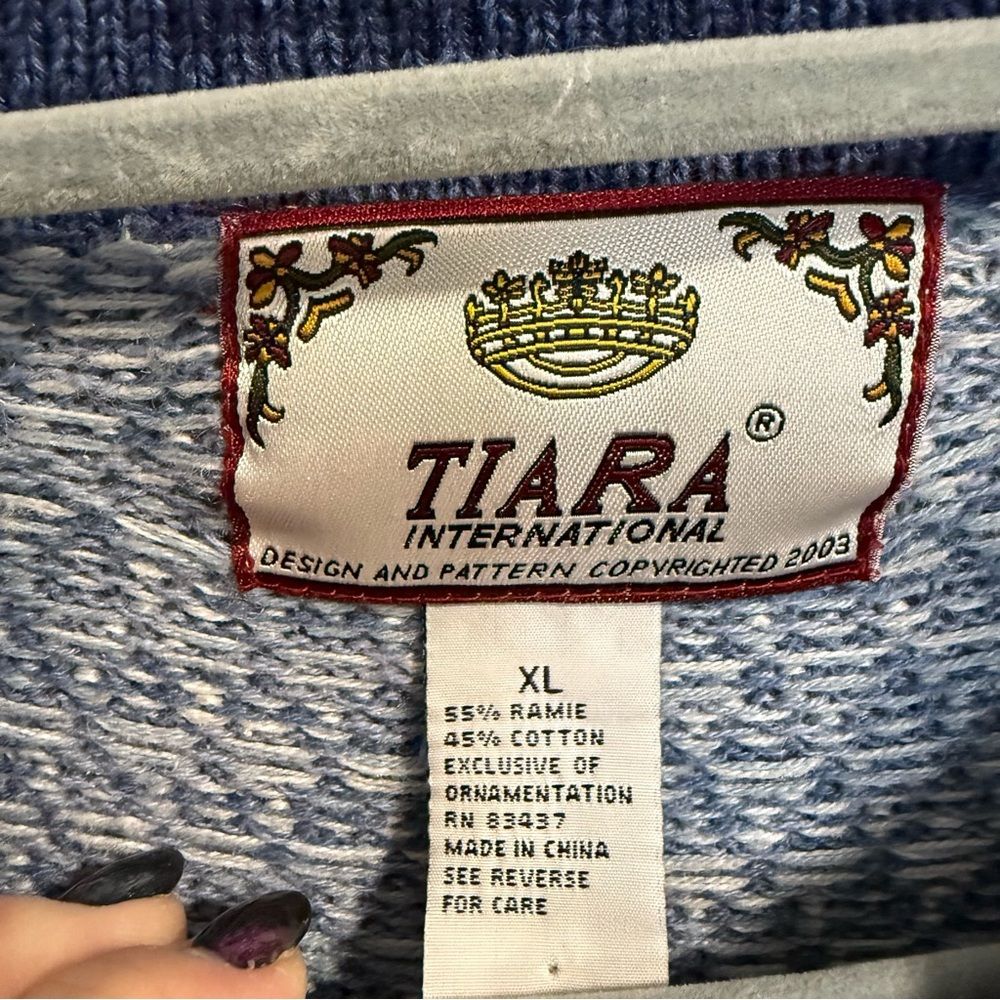 TIARA ®
INTERNATIONAL
DESIGN AND PATTERN COPYRIGHTED 2003
XL
55% RAMIE
45% COTTON
EXCLUSIVE OF
ORNAMENTATION
RN 83437
MADE IN CHINA
SEE REVERSE
FOR CARE